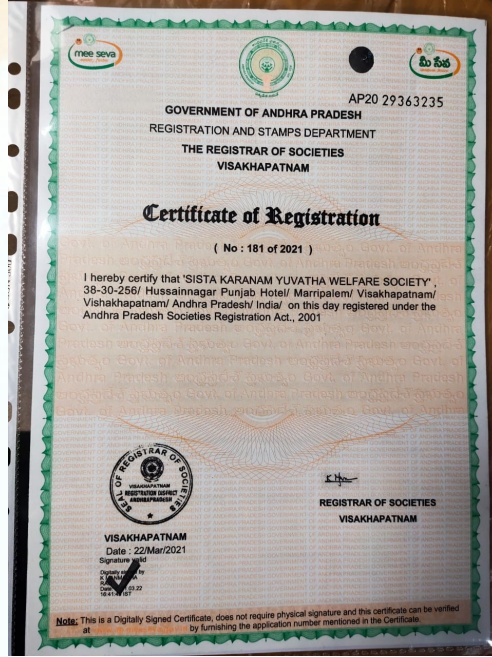 mee seva
మీ సేవ
AP20 29363235
GOVERNMENT OF ANDHRA PRADESH
REGISTRATION AND STAMPS DEPARTMENT
THE REGISTRAR OF SOCIETIES
VISAKHAPATNAM
Certificate of Registration
( No : 181 of 2021 )
I hereby certify that 'SISTA KARANAM YUVATHA WELFARE SOCIETY' ,
38-30-256/ Hussainnagar Punjab Hotel/ Marripalem/ Visakhapatnam/
Vishakhapatnam/ Andhra Pradesh/ India/ on this day registered under the
Andhra Pradesh Societies Registration Act., 2001
SEAL OF REGISTRAR OF SOCIETIES
VISAKHAPATNAM
REGISTRATION DISTRICT
ANDHRAPRADESH
REGISTRAR OF SOCIETIES
VISAKHAPATNAM
VISAKHAPATNAM
Date : 22/Mar/2021
Signature valid
Digitally by
IST
Note: This is a Digitally Signed Certificate, does not require physical signature and this certificate can be verified
at by furnishing the application number mentioned in the Certificate.